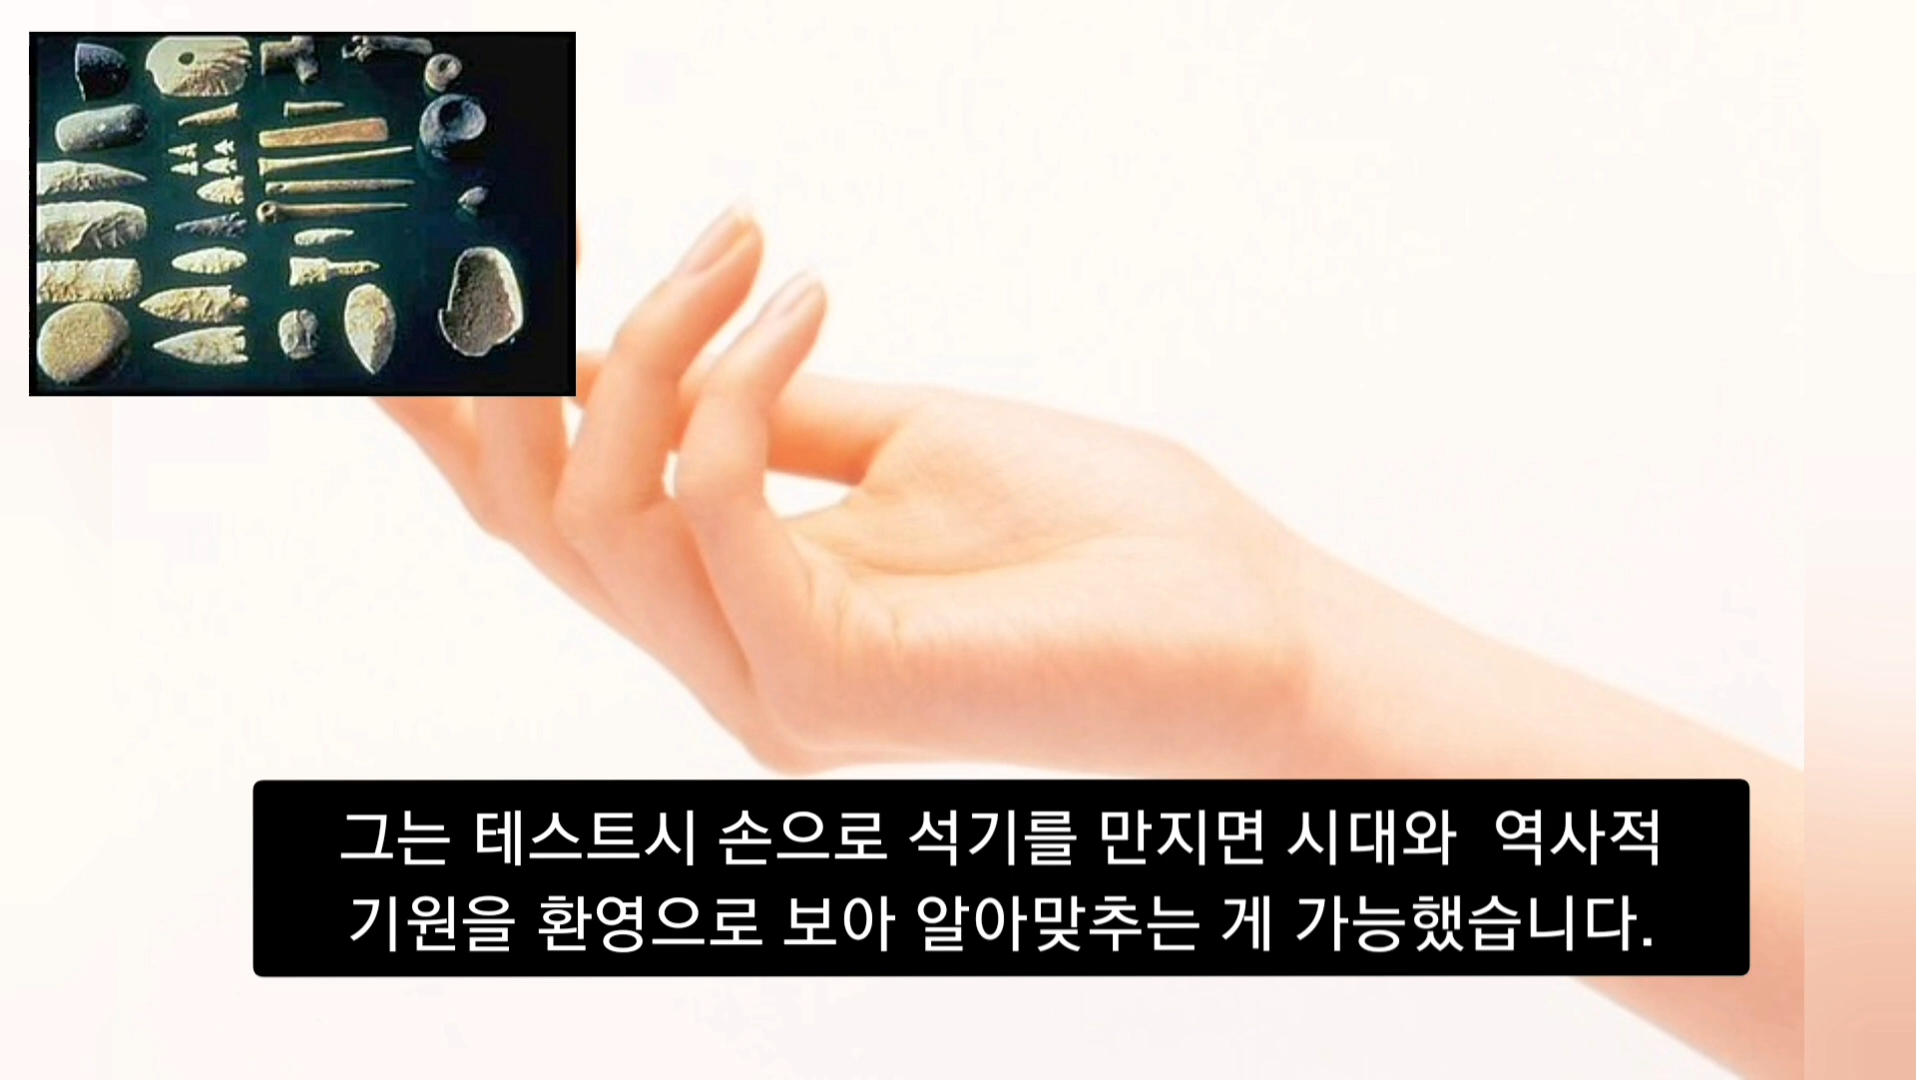 그는 테스트시 손으로 석기를 만지면 시대와 역사적
기원을 환영으로 보아 알아맞추는 게 가능했습니다.